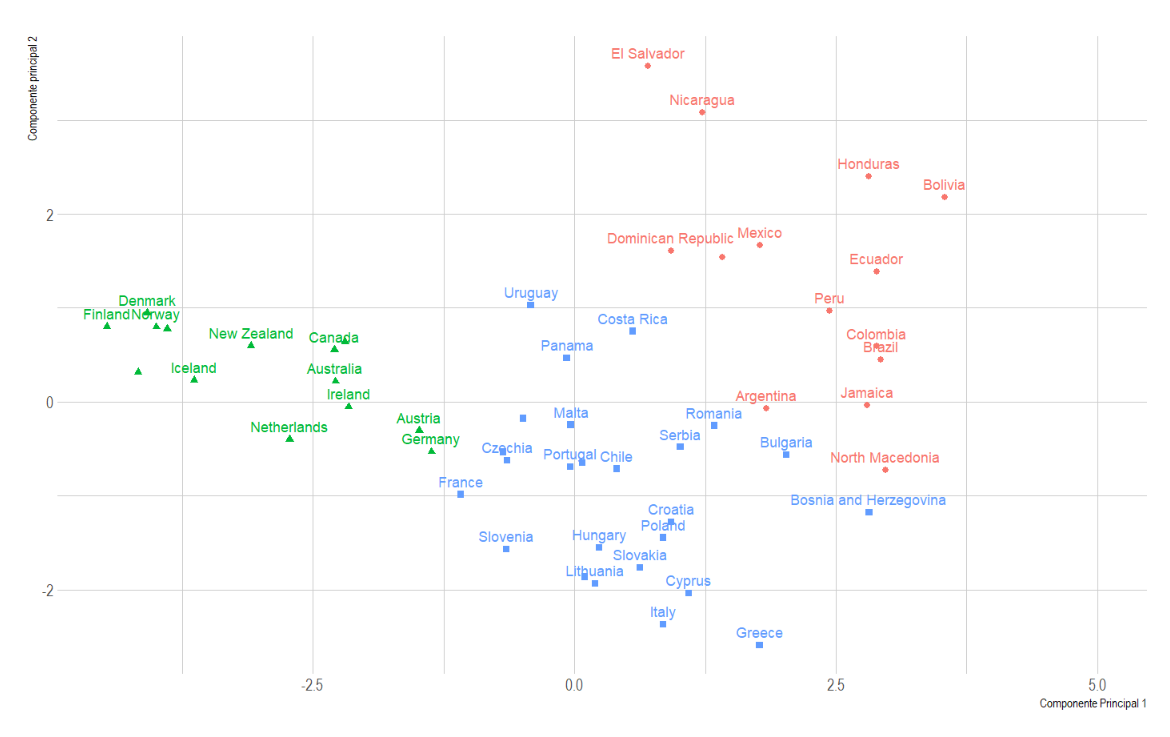 Componente principal 2
El Salvador
Nicaragua
Honduras
Bolivia
2
Dominican Republic
Mexico
Ecuador
Denmark
Uruguay
Peru
Finland
Norway
Costa Rica
New Zealand
Canada
Colombia
Panama
Brazil
Iceland
Australia
Ireland
Argentina
Jamaica
0
Malta
Romania
Austria
Netherlands
Serbia
Germany
Bulgaria
Czechia
Portugal
Chile
North Macedonia
France
Bosnia and Herzegovina
Croatia
Poland
Slovenia
Hungary
Slovakia
Lithuania
Cyprus
-2
Italy
Greece
-2.5
0.0
2.5
5.0
Componente Principal 1